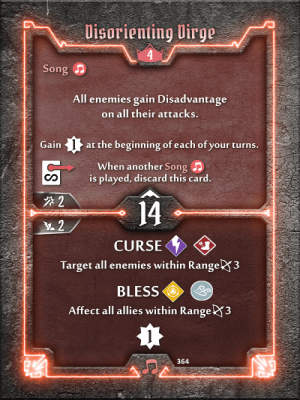 Disorienting Dirge
4
Song
All enemies gain Disadvantage
on all their attacks.
Gain 1 at the beginning of each of your turns.
When another Song
is played, discard this card.
2
14
2
CURSE
Target all enemies within Range 3
BLESS
Affect all allies within Range 3
1
364